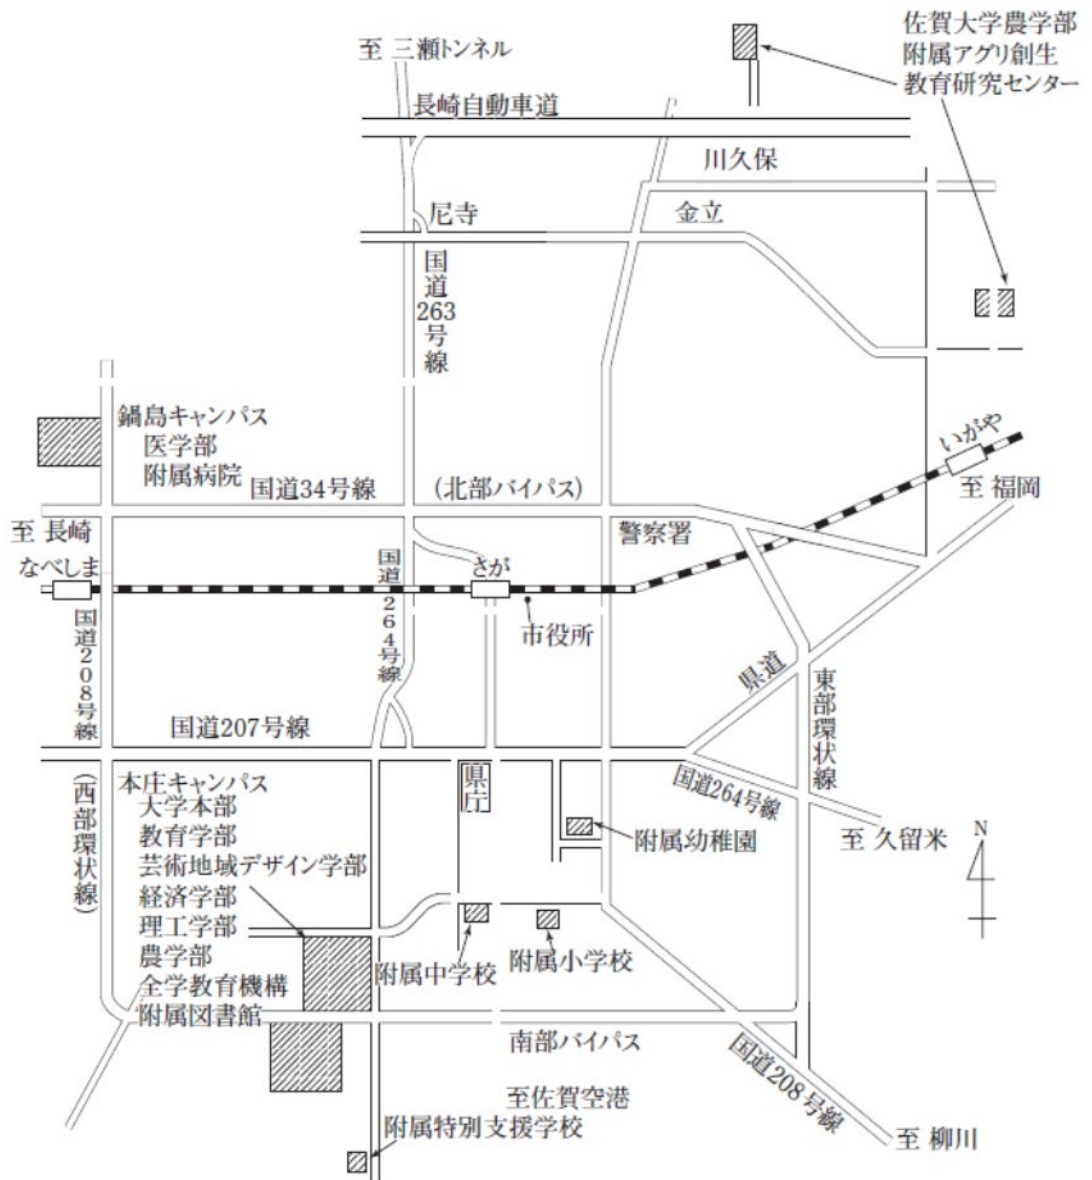 佐賀大学農学部
附属アグリ創生
教育研究センター
至 三瀬トンネル
長崎自動車道
川久保
尼寺
金立
国道263号線
鍋島キャンパス
医学部
附属病院
国道34号線
(北部バイパス)
いがや
至 福岡
至 長崎
警察署
なべしま
国道264号線
さが
市役所
国道208号線
県道
東部環状線
国道207号線
(西部環状線)
本庄キャンパス
大学本部
教育学部
芸術地域デザイン学部
経済学部
理工学部
農学部
全学教育機構
附属図書館
県庁
国道264号線
附属幼稚園
至 久留米
N
附属中学校
附属小学校
南部バイパス
国道208号線
至佐賀空港
附属特別支援学校
至 柳川